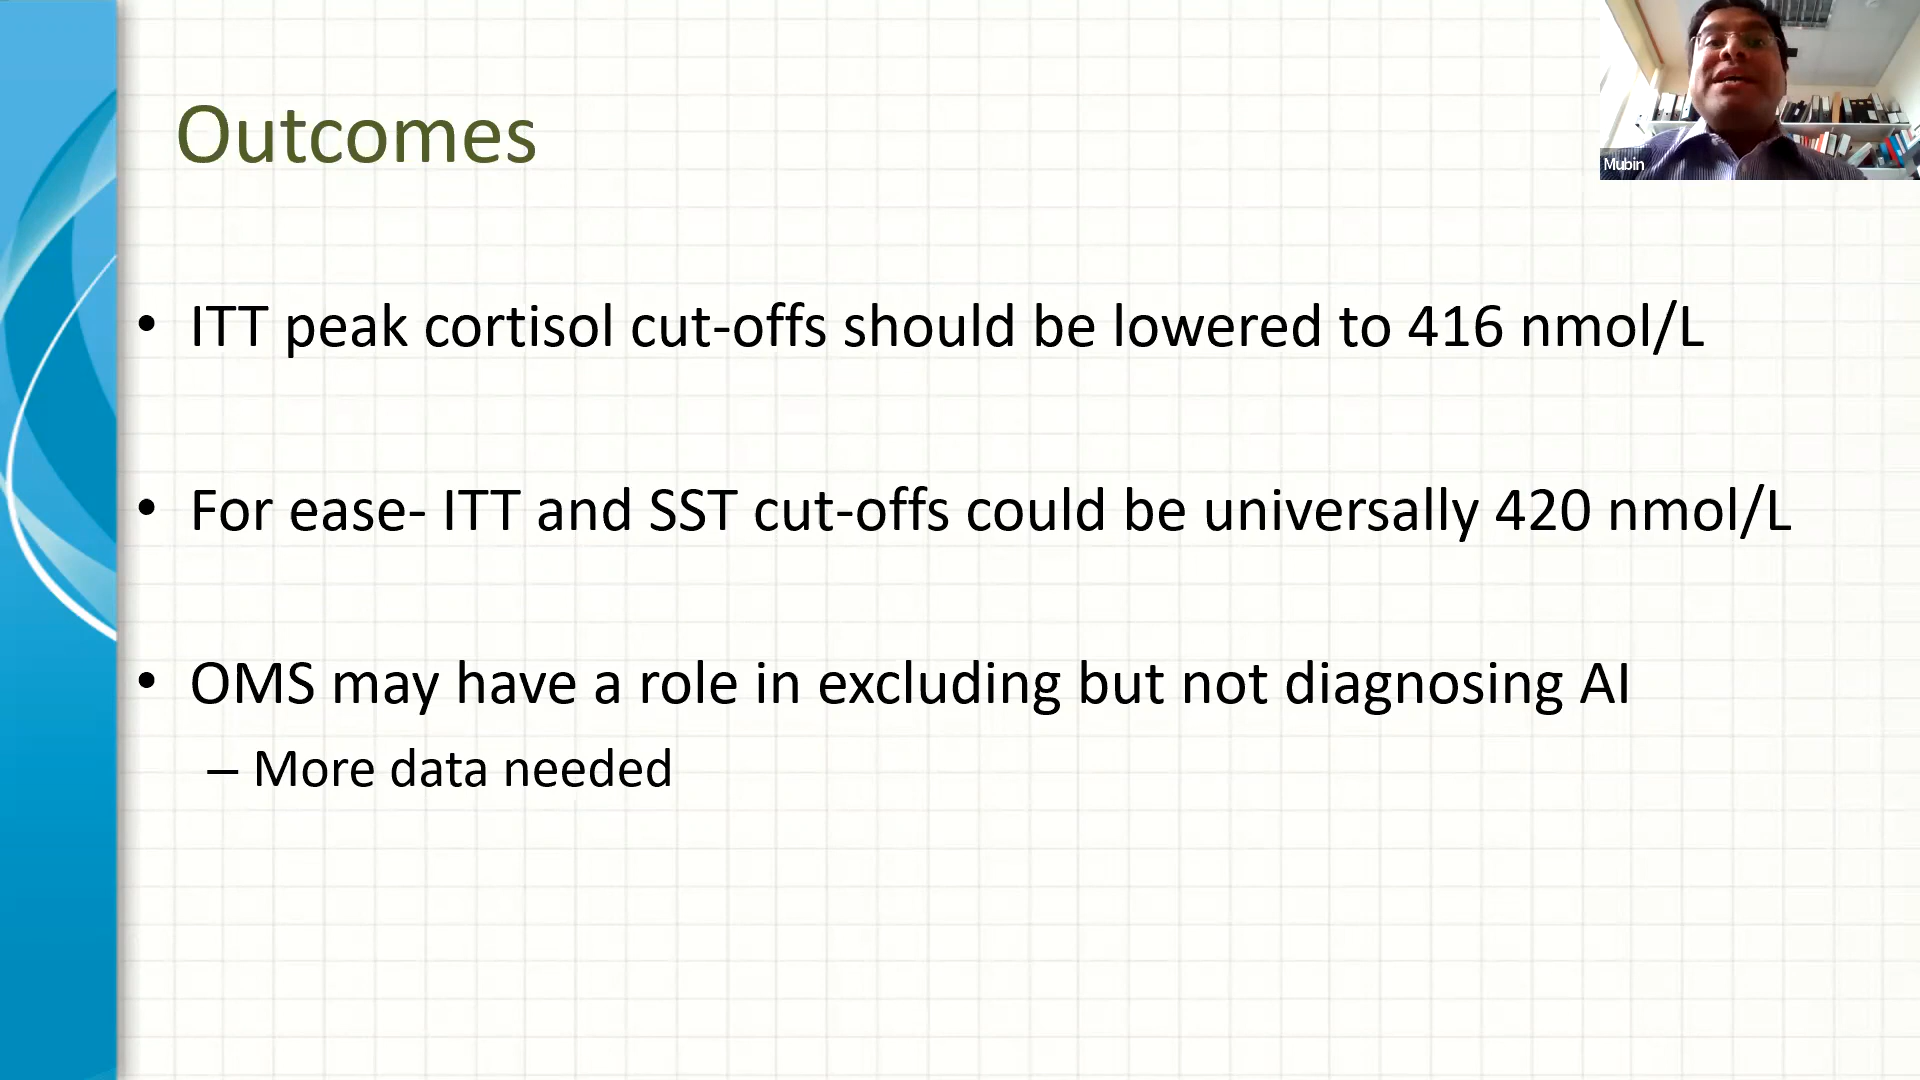 Outcomes
Mubin
• ITT peak cortisol cut-offs should be lowered to 416 nmol/L
• For ease- ITT and SST cut-offs could be universally 420 nmol/L
• OMS may have a role in excluding but not diagnosing AI
– More data needed